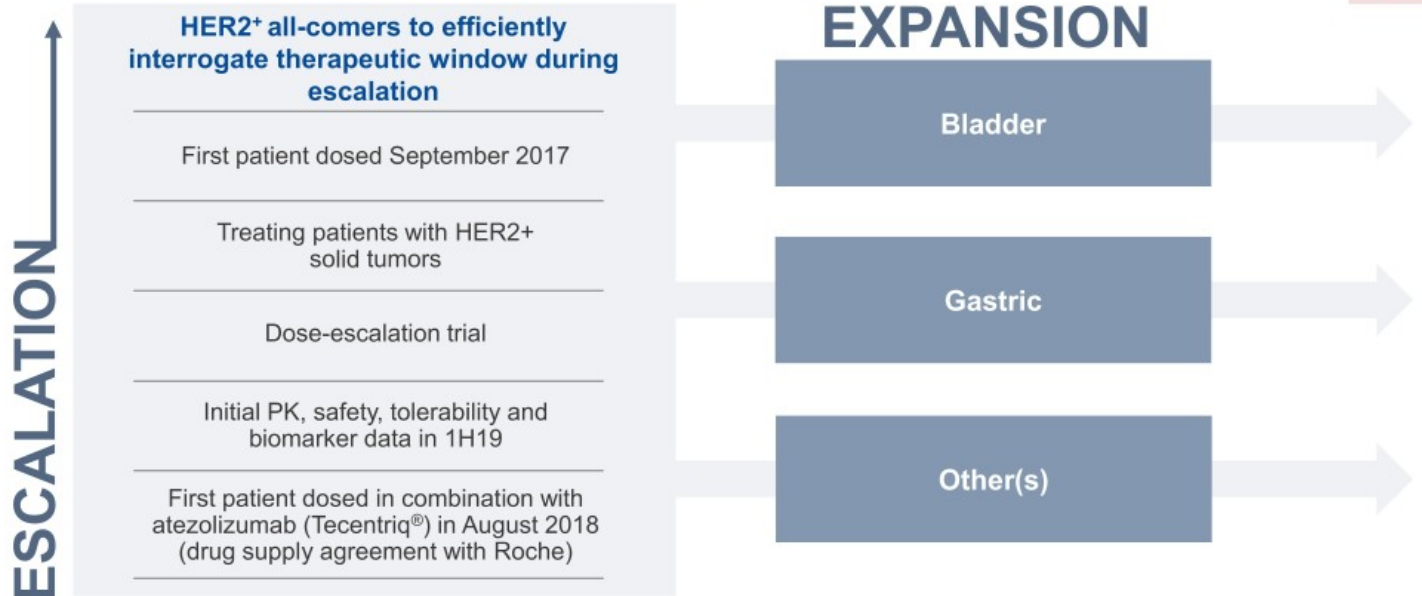 ESCALATION
HER2⁺ all-comers to efficiently
interrogate therapeutic window during
escalation
First patient dosed September 2017
Treating patients with HER2+
solid tumors
Dose-escalation trial
Initial PK, safety, tolerability and
biomarker data in 1H19
First patient dosed in combination with
atezolizumab (Tecentriq®) in August 2018
(drug supply agreement with Roche)
EXPANSION
Bladder
Gastric
Other(s)